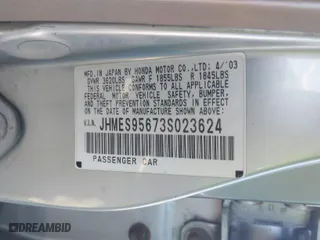 MFD. IN JAPAN BY HONDA MOTOR CO.,LTD: 4/'03
GVWR 3620LBS GAWR F 1855LBS R 1845LBS
THIS VEHICLE CONFORMS TO ALL APPLICABLE
FEDERAL MOTOR VEHICLE SAFETY, BUMPER,
AND THEFT PREVENTION STANDARDS IN EFFECT
ON THE DATE OF MANUFACTURE SHOWN ABOVE:
V.I.N. JHMES95673S023624
PASSENGER CAR
DREAMBID